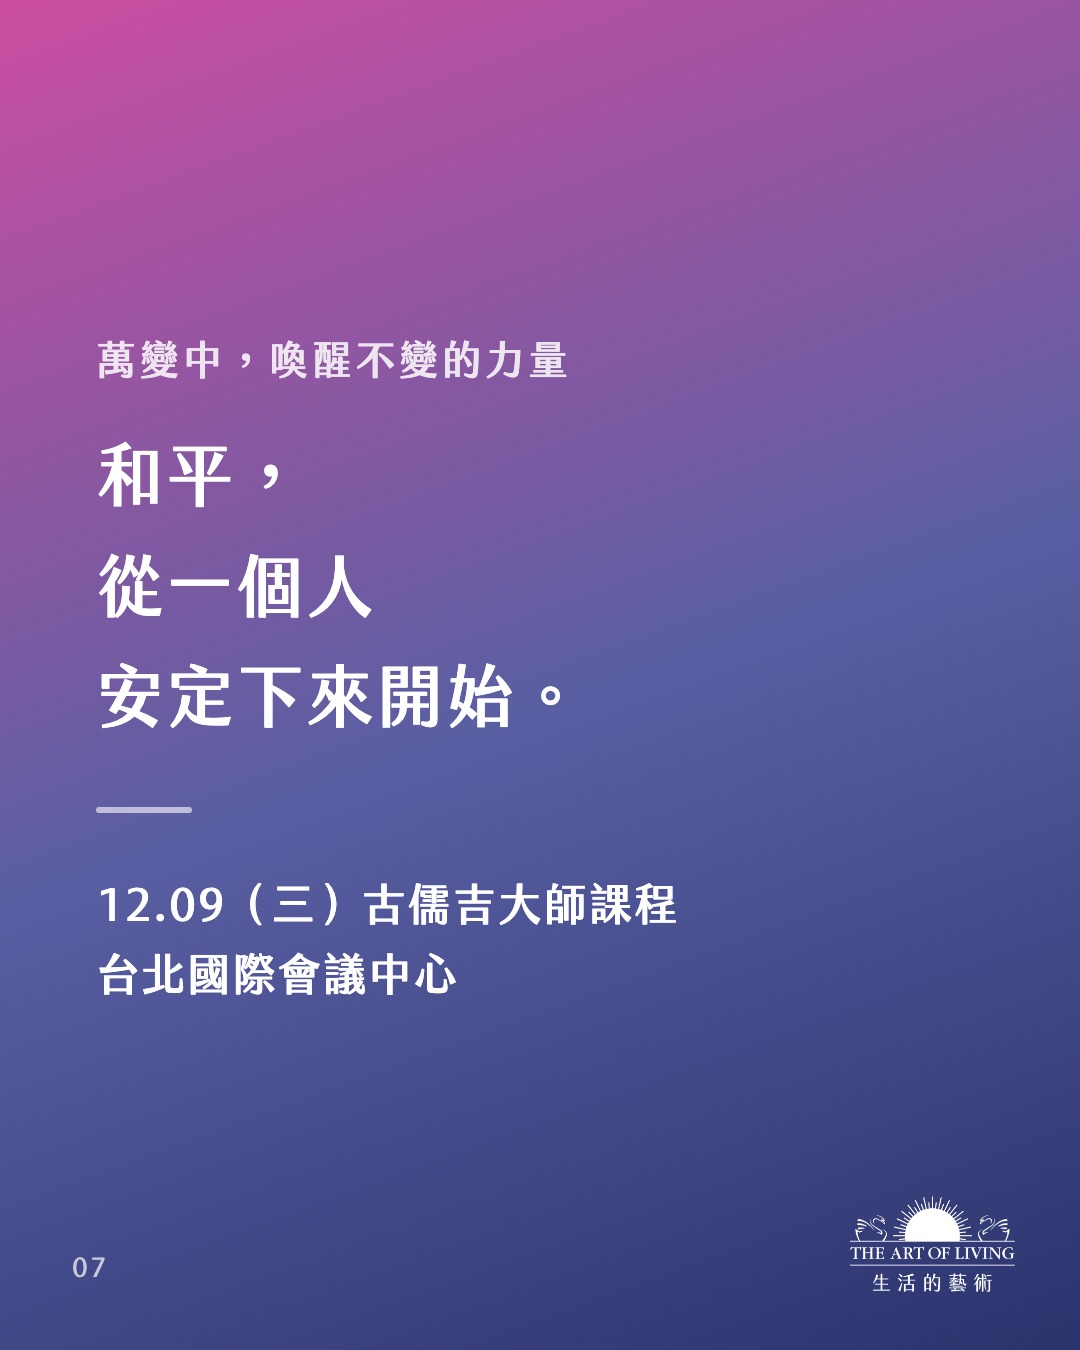 萬變中，喚醒不變的力量
和平，
從一個人
安定下來開始。
12.09（三）古儒吉大師課程
台北國際會議中心
07
THE ART OF LIVING
生活的藝術